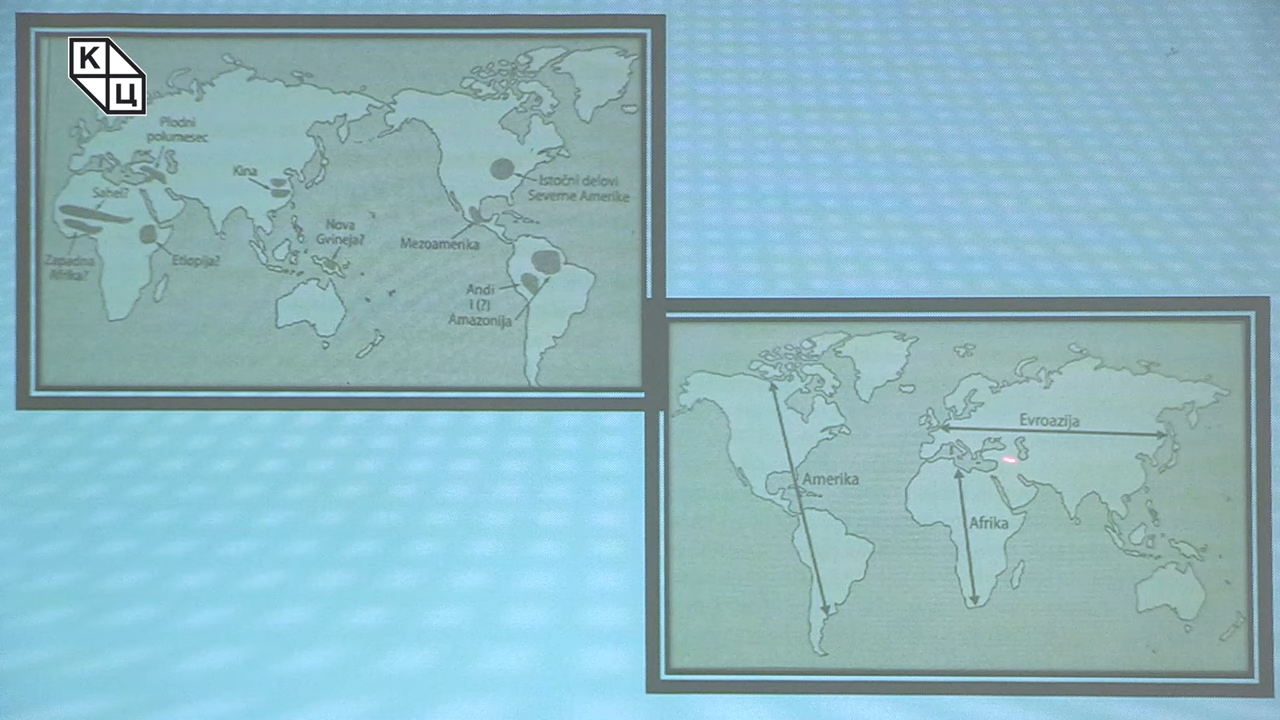 К
Ц
Plodni
polumesec
Kina
Sahel?
Istočni delovi
Severne Amerike
Nova
Gvineja?
Mezoamerika
Zapadna
Afrika?
Etiopija?
Andi
i (?)
Amazonija
Evroazija
Amerika
Afrika